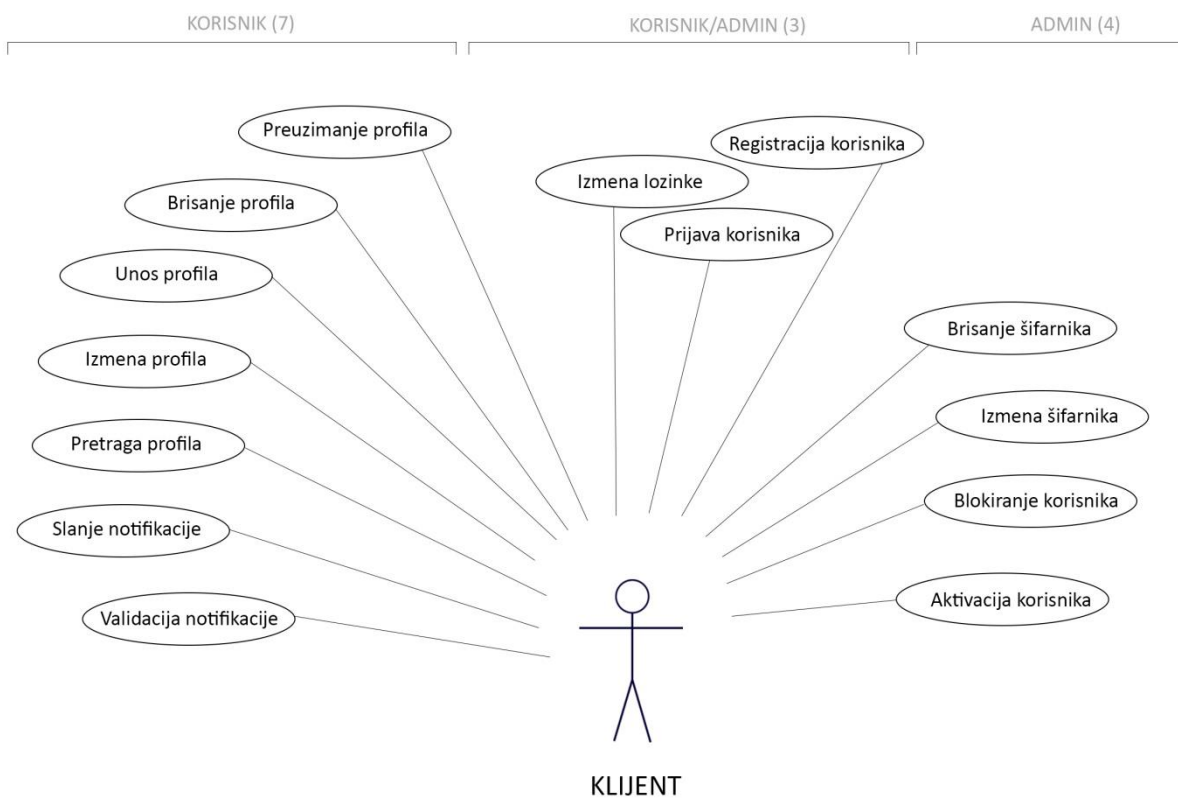 KORISNIK (7)
KORISNIK/ADMIN (3)
ADMIN (4)
Preuzimanje profila
Registracija korisnika
Izmena lozinke
Brisanje profila
Prijava korisnika
Unos profila
Brisanje šifarnika
Izmena profila
Izmena šifarnika
Pretraga profila
Blokiranje korisnika
Slanje notifikacije
Aktivacija korisnika
Validacija notifikacije
KLIJENT